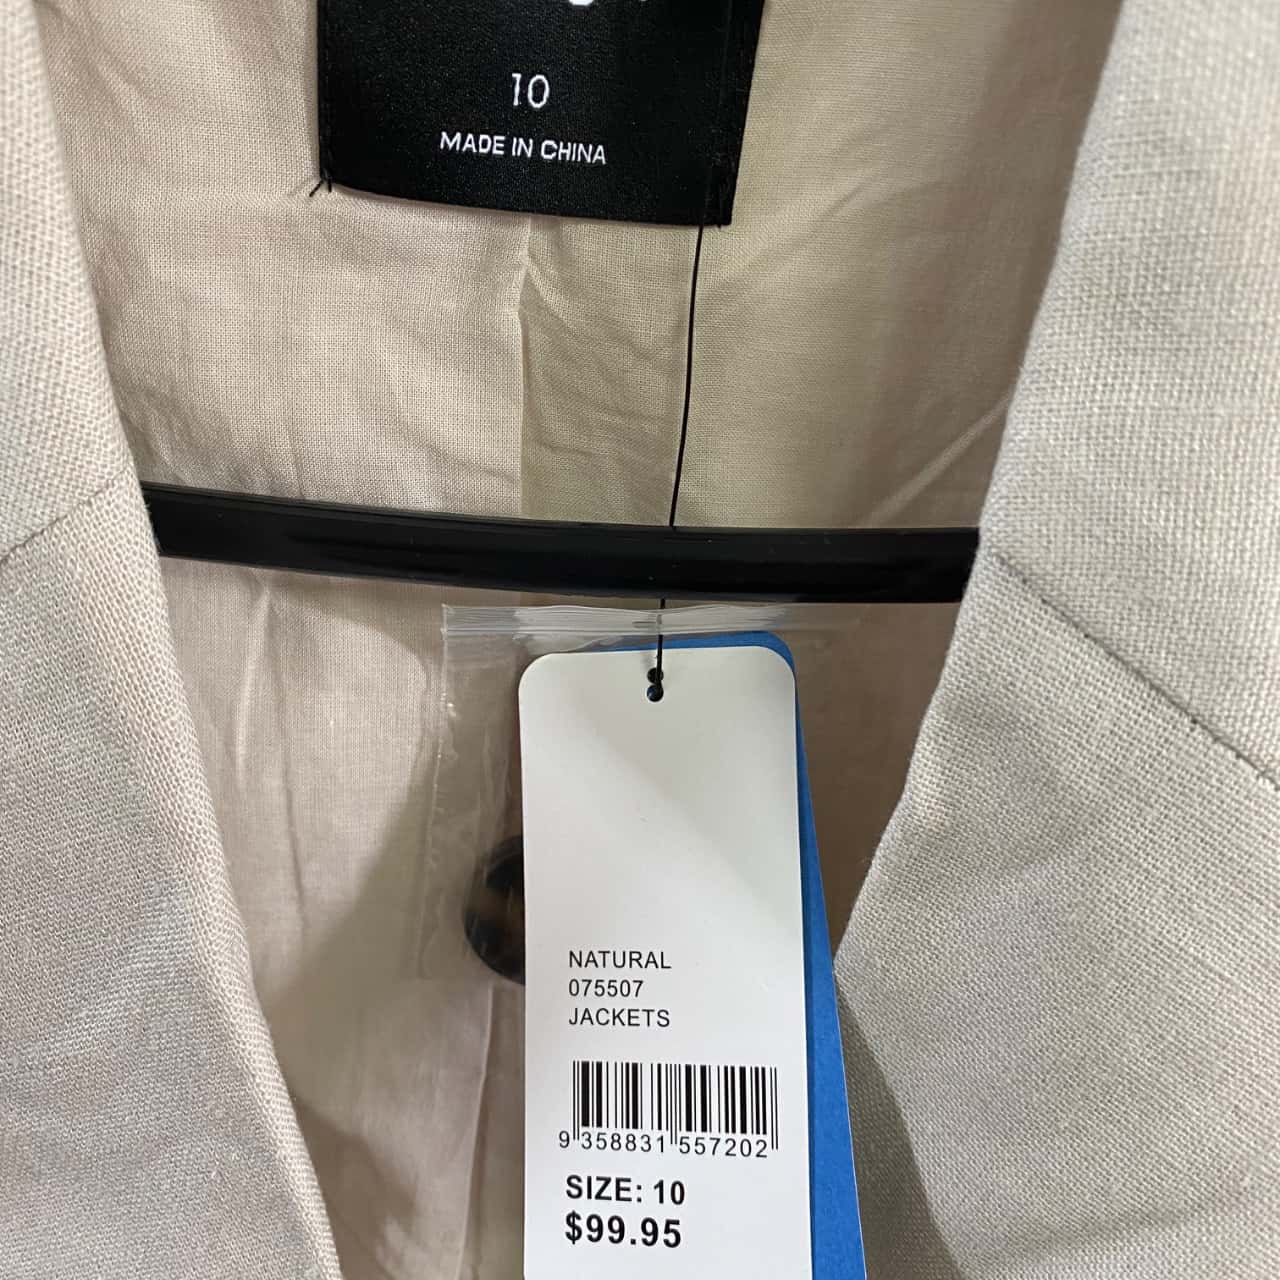 10
MADE IN CHINA
NATURAL
075507
JACKETS
9 358831 557202
SIZE: 10
$99.95